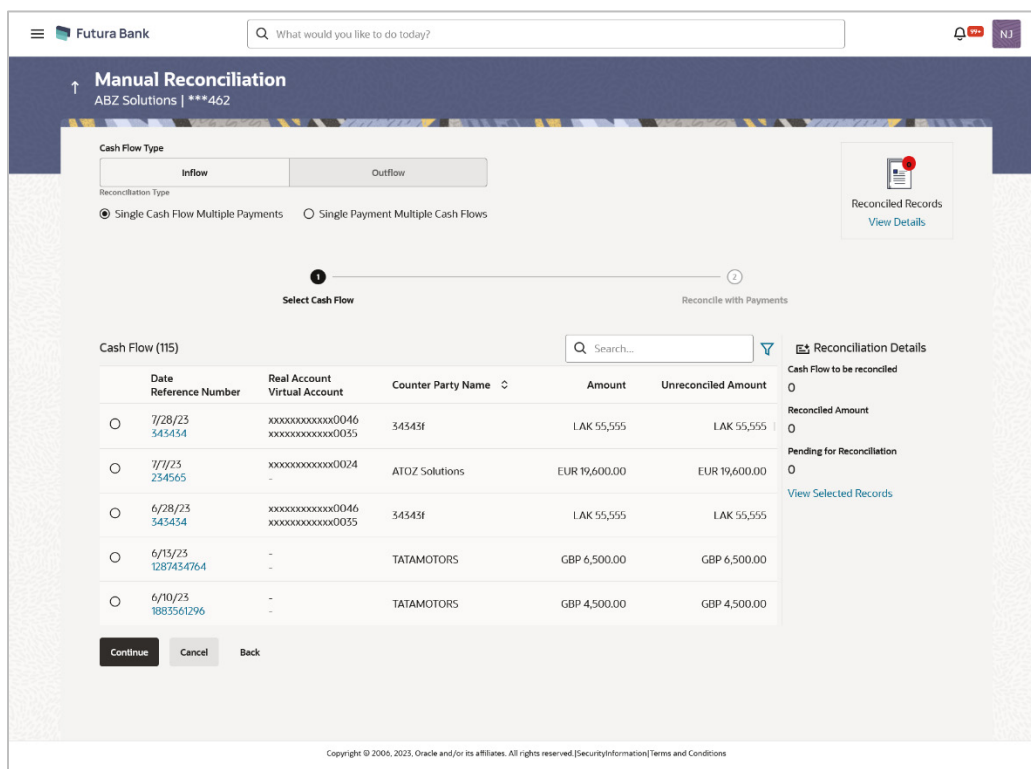 Futura Bank
What would you like to do today?
99+
NJ
Manual Reconciliation
ABZ Solutions | ***462
Cash Flow Type
Inflow Outflow
Reconciliation Type
Single Cash Flow Multiple Payments Single Payment Multiple Cash Flows
0
Reconciled Records
View Details
1 2
Select Cash Flow Reconcile with Payments
Cash Flow (115)
Search...
Reconciliation Details
Date Real Account Counter Party Name Amount Unreconciled Amount
Reference Number Virtual Account
7/28/23 xxxxxxxxxxxx0046 34343f LAK 55,555 LAK 55,555
343434 xxxxxxxxxxxx0035
7/7/23 xxxxxxxxxxxx0024 ATOZ Solutions EUR 19,600.00 EUR 19,600.00
234565 -
6/28/23 xxxxxxxxxxxx0046 34343f LAK 55,555 LAK 55,555
343434 xxxxxxxxxxxx0035
6/13/23 - TATAMOTORS GBP 6,500.00 GBP 6,500.00
1287434764 -
6/10/23 - TATAMOTORS GBP 4,500.00 GBP 4,500.00
1883561296 -
Cash Flow to be reconciled
0
Reconciled Amount
0
Pending for Reconciliation
0
View Selected Records
Continue Cancel Back
Copyright © 2006, 2023, Oracle and/or its affiliates. All rights reserved.|SecurityInformation|Terms and Conditions